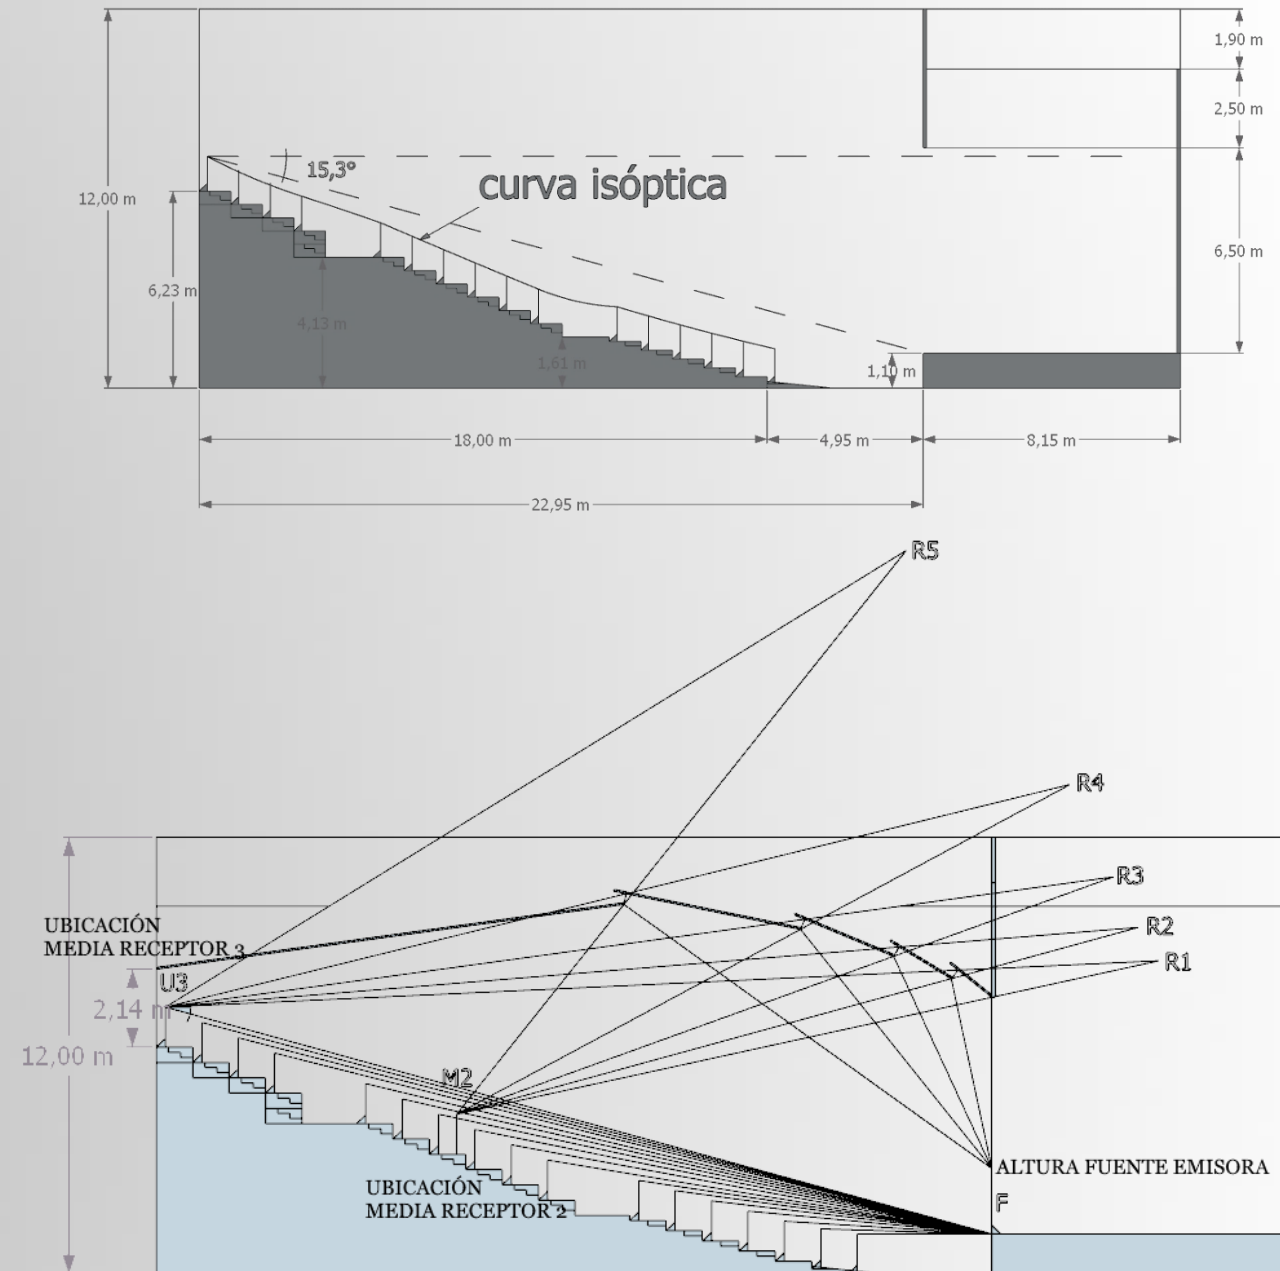 1,90 m
2,50 m
15,3°
curva isóptica
12,00 m
6,50 m
6,23 m
4,13 m
1,61 m
1,10 m
18,00 m
4,95 m
8,15 m
22,95 m
R5
R4
R3
UBICACIÓN
MEDIA RECEPTOR 3
R2
R1
U3
2,14 m
12,00 m
M2
ALTURA FUENTE EMISORA
UBICACIÓN
MEDIA RECEPTOR 2
F